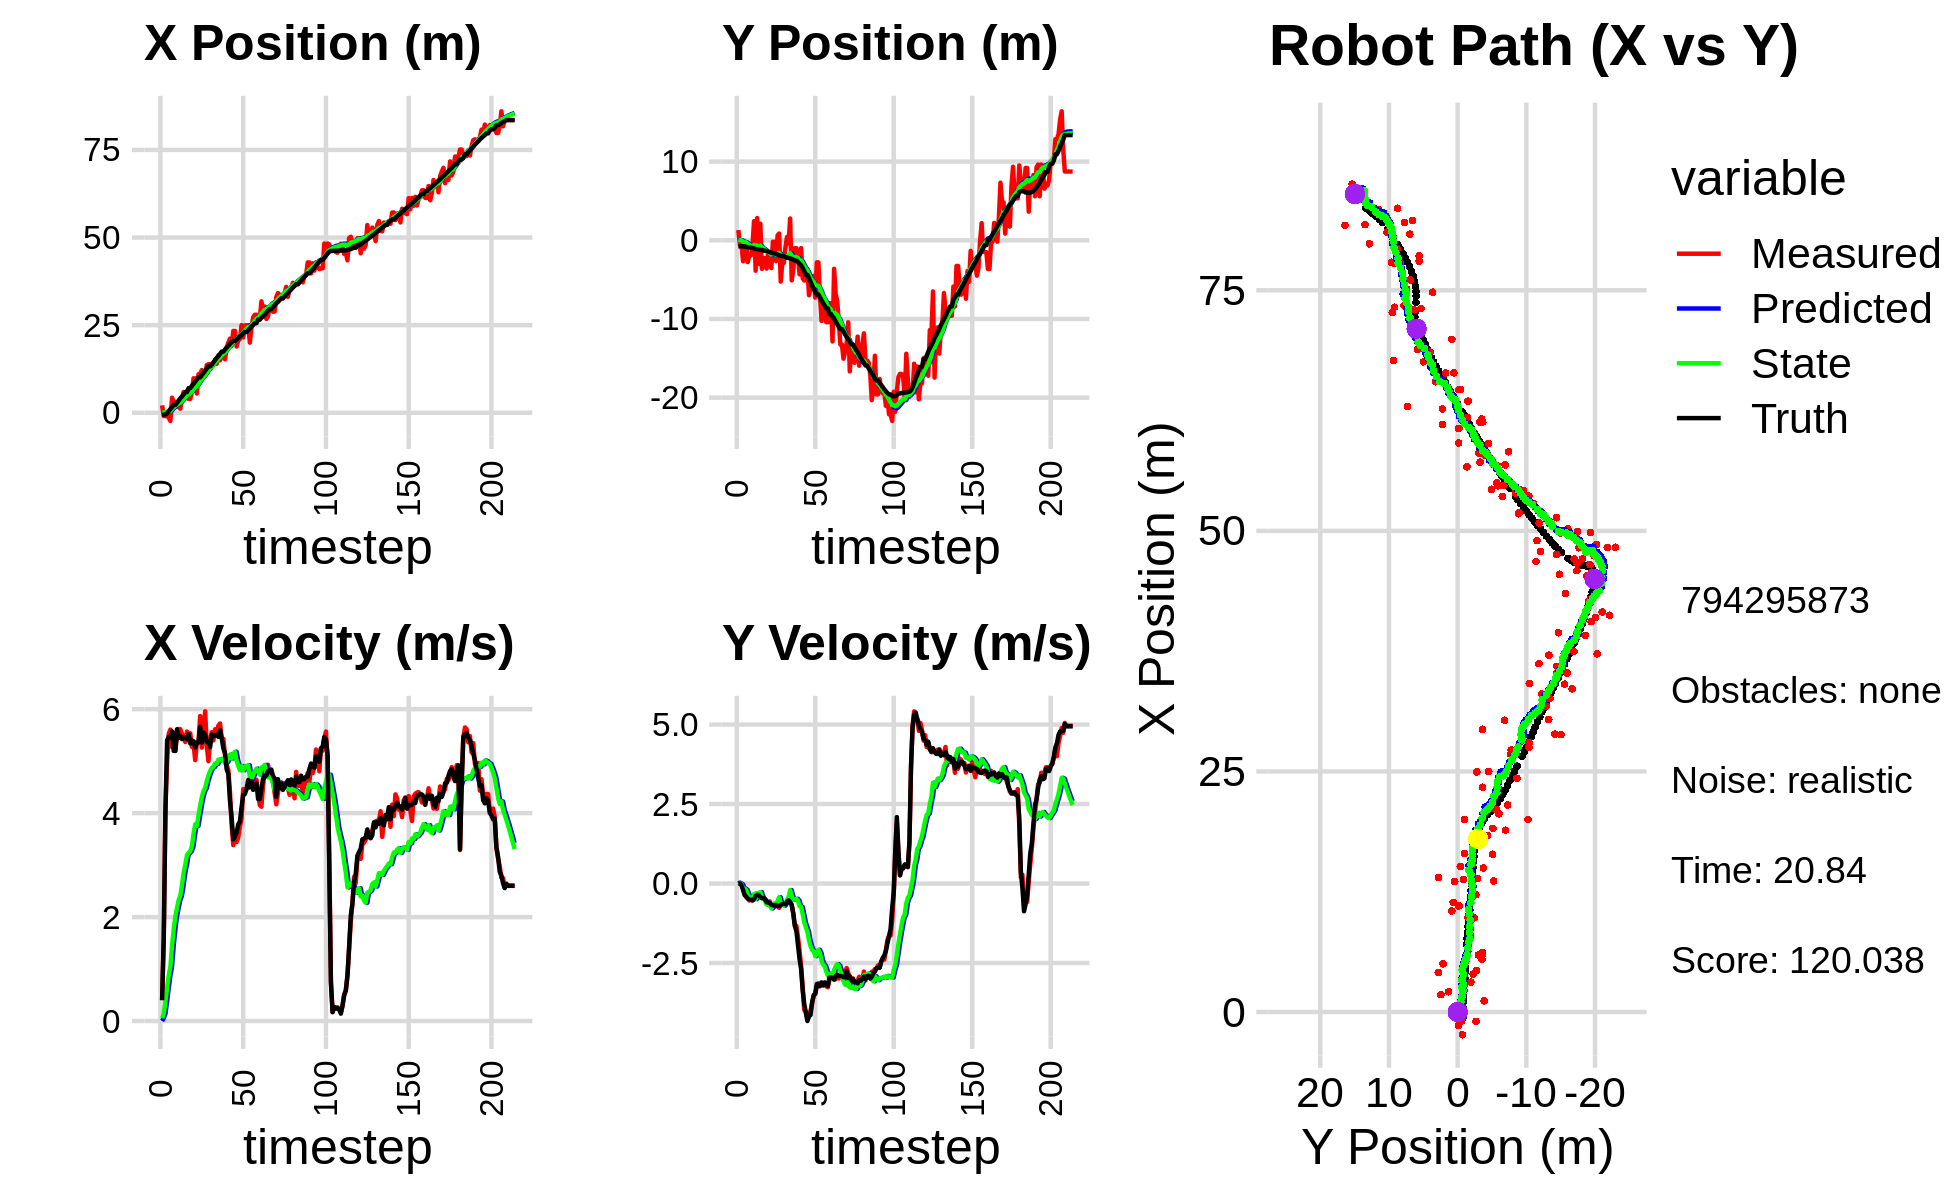 X Position (m)
75
50
25
0
0 50 100 150 200
timestep
Y Position (m)
10
0
-10
-20
0 50 100 150 200
timestep
X Velocity (m/s)
6
4
2
0
0 50 100 150 200
timestep
Y Velocity (m/s)
5.0
2.5
0.0
-2.5
0 50 100 150 200
timestep
Robot Path (X vs Y)
X Position (m)
75
50
25
0
20 10 0 -10 -20
Y Position (m)
variable
Measured
Predicted
State
Truth
794295873
Obstacles: none
Noise: realistic
Time: 20.84
Score: 120.038